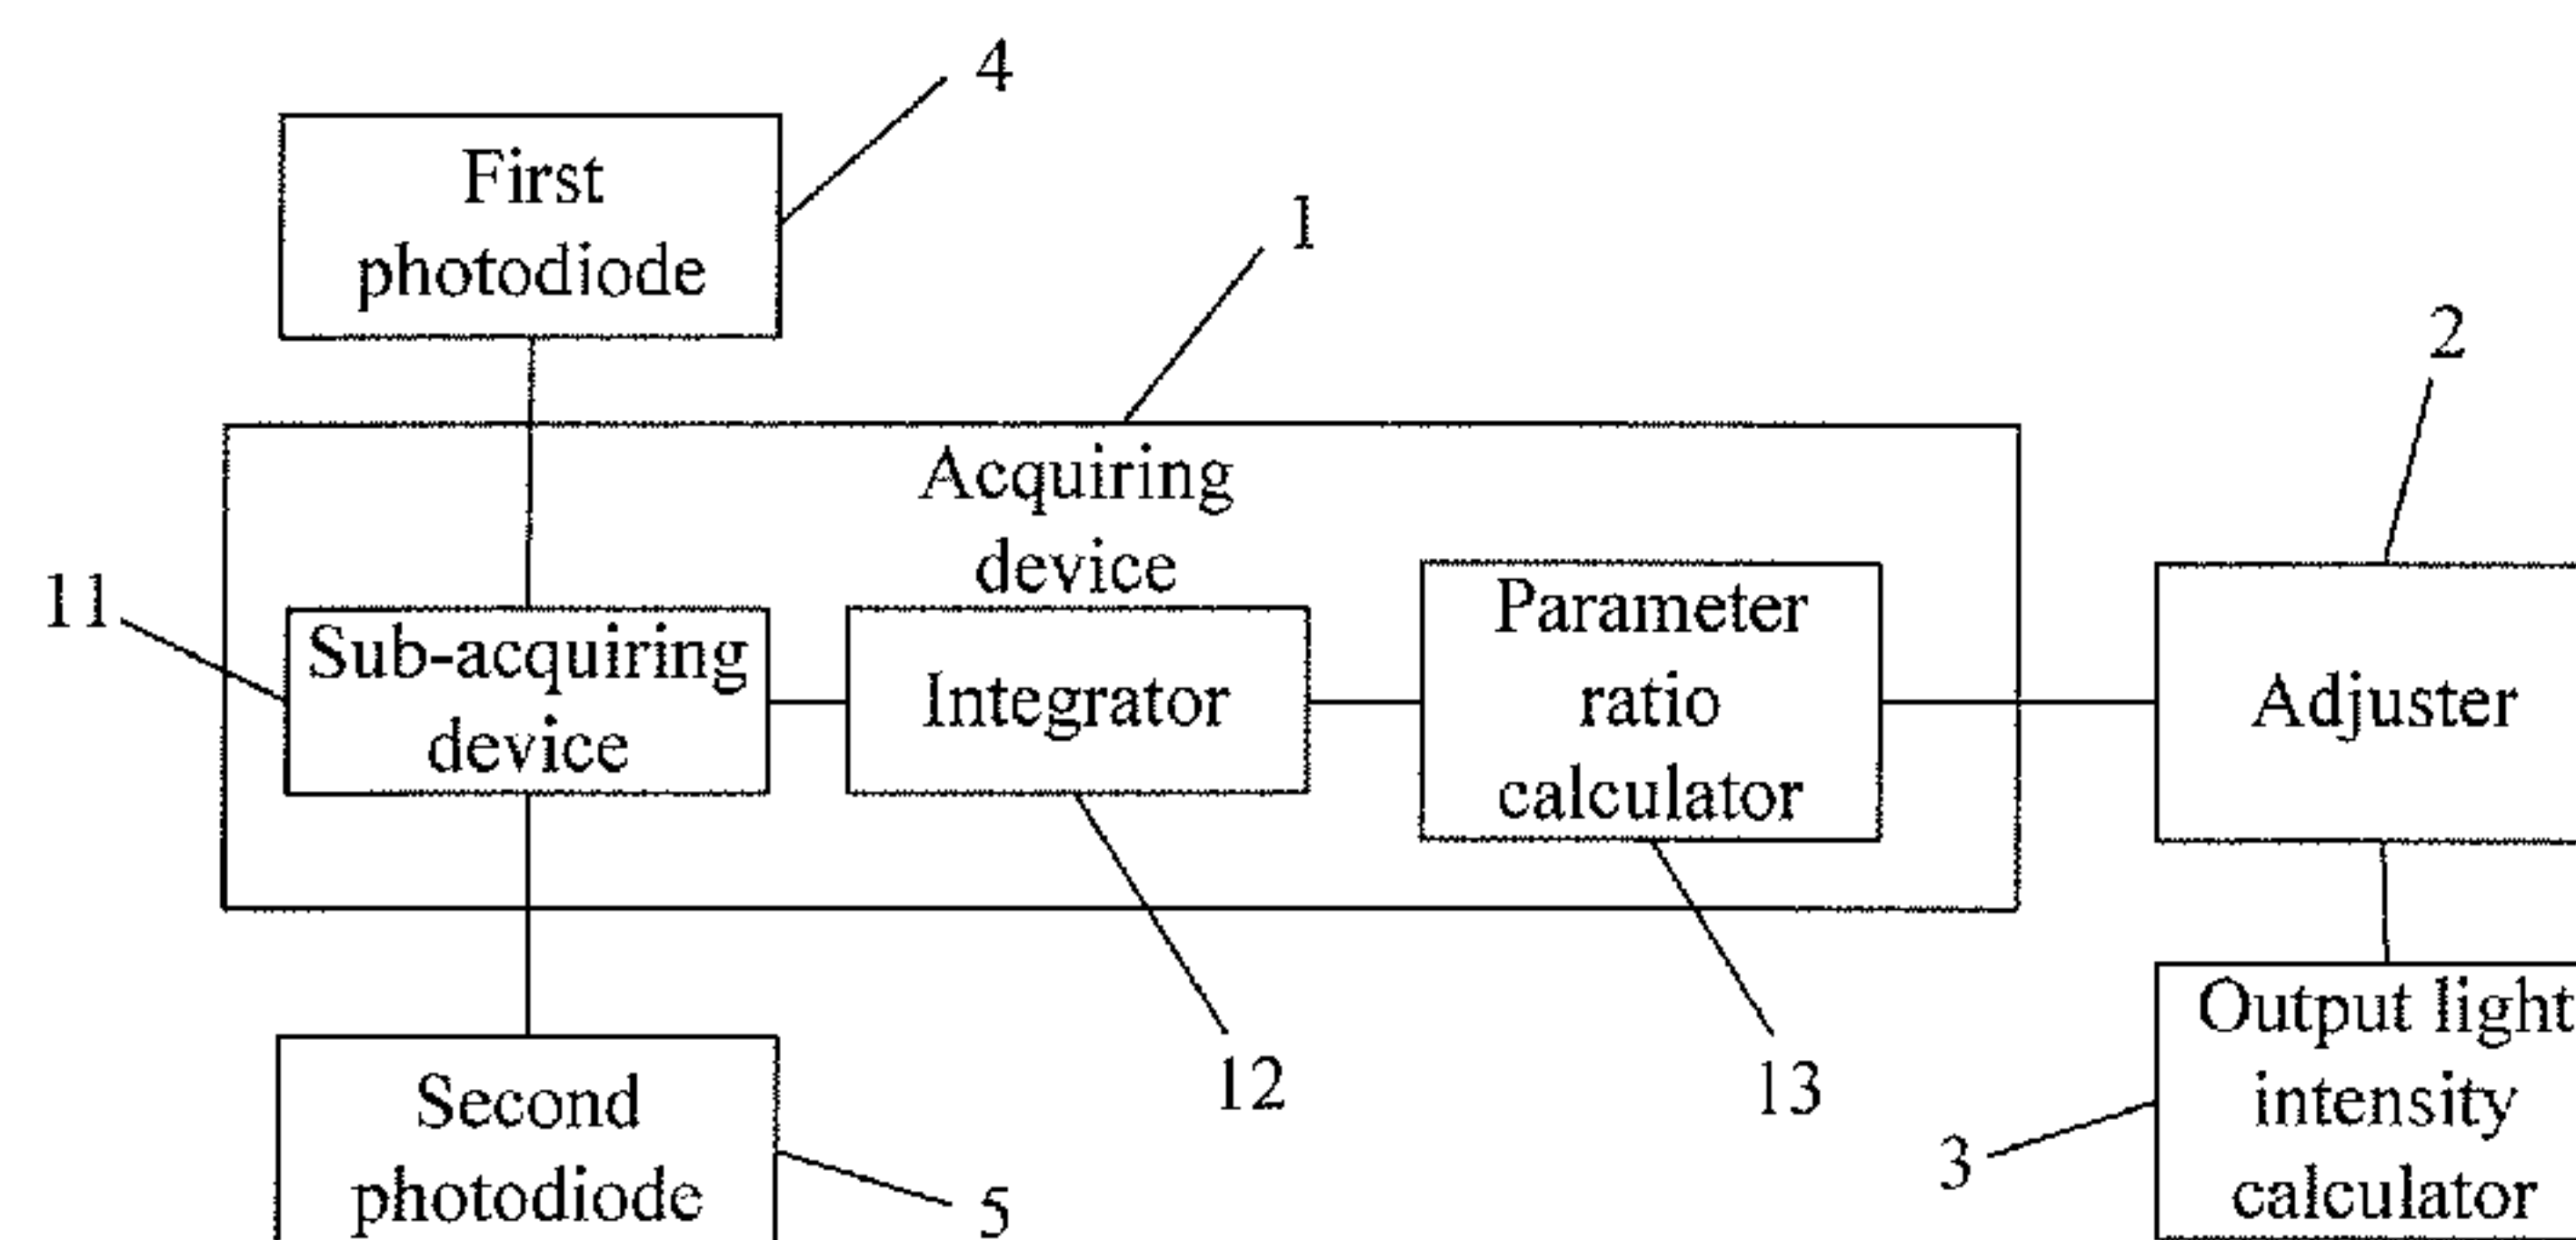 4
First
photodiode
1
2
Acquiring
device
11
Sub-acquiring
device
Integrator
Parameter
ratio
calculator
Adjuster
12
13
Second
photodiode
5
3
Output light
intensity
calculator